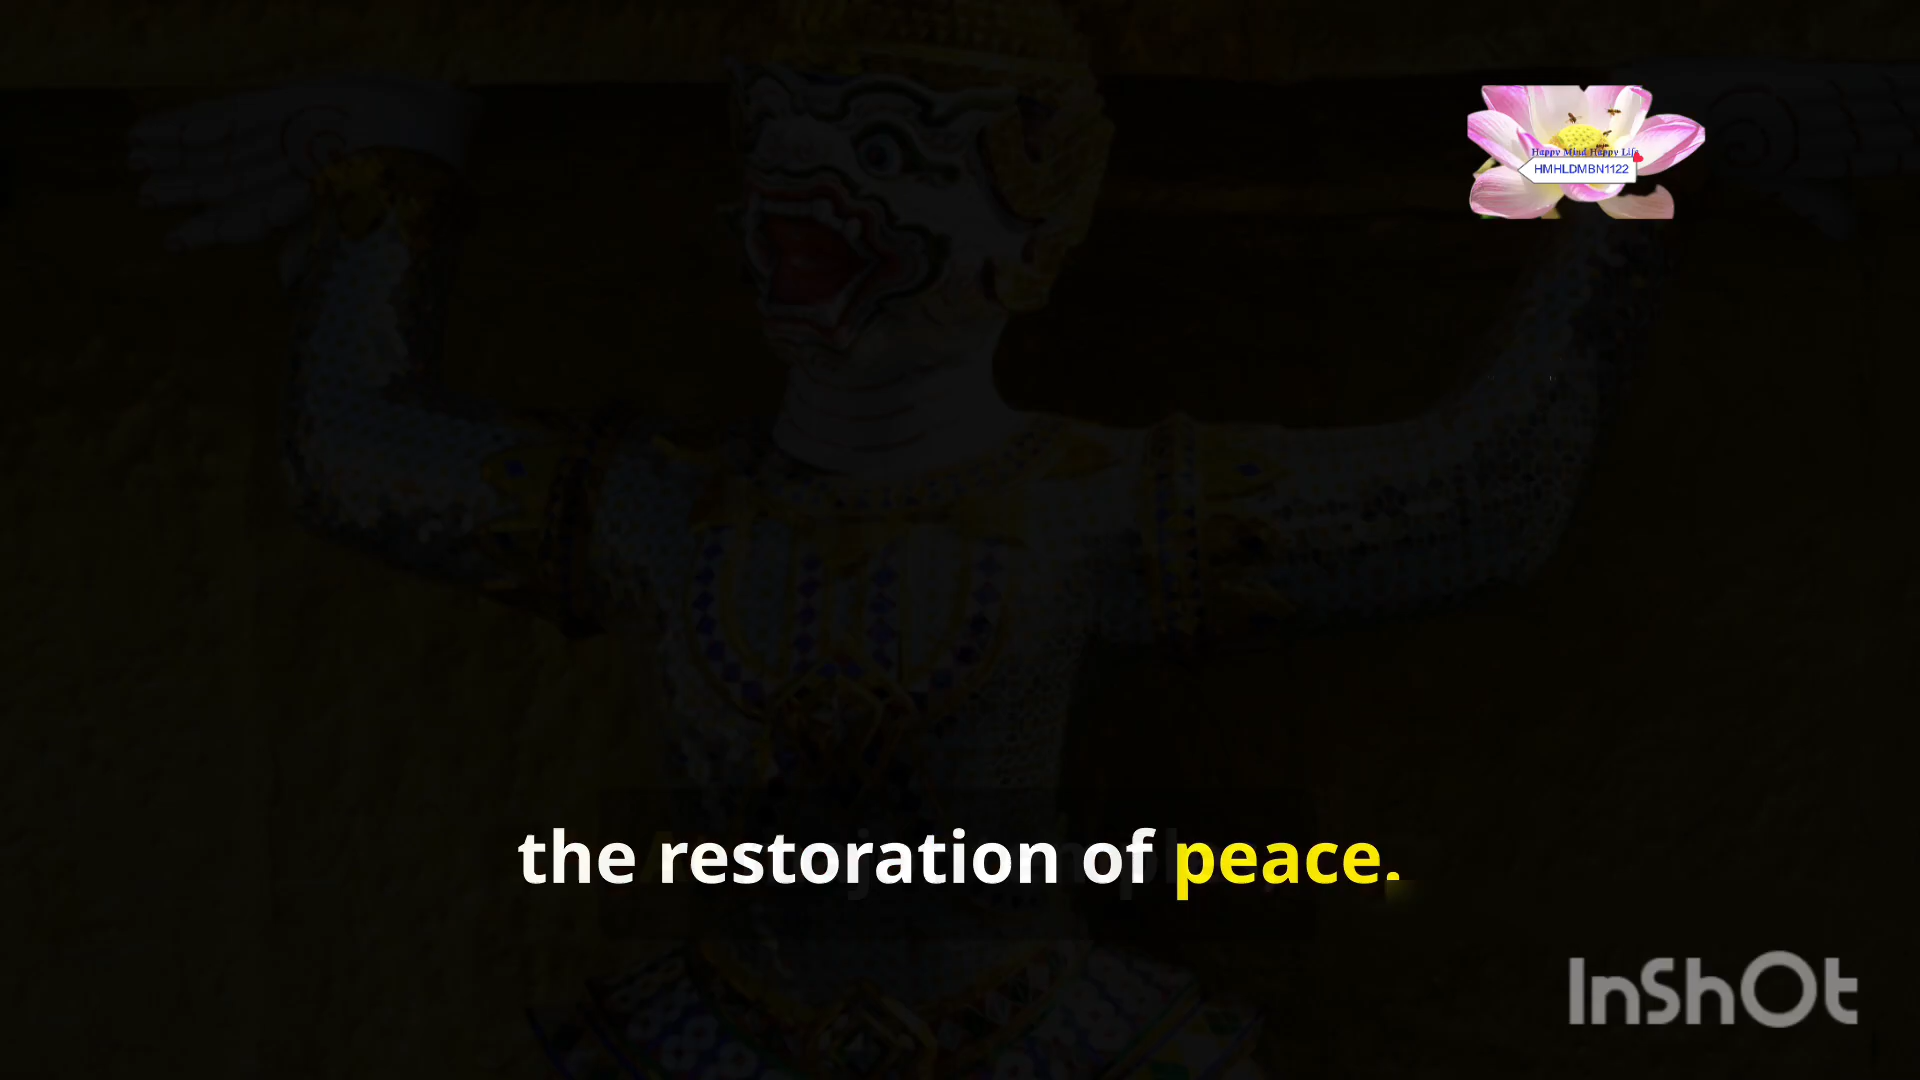 Happy Mind Happy Life
HMHLDMBN1122
the restoration of peace.
InShOt